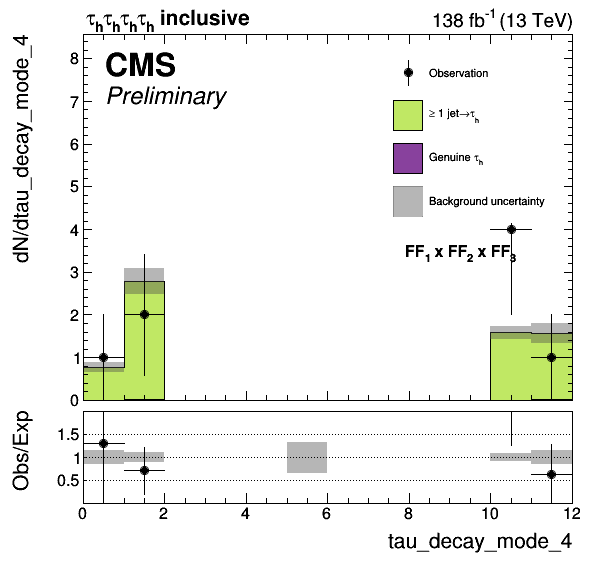 τhτhτhτh inclusive
138 fb⁻¹ (13 TeV)
CMS
Preliminary
Observation
≥ 1 jet→τh
Genuine τh
Background uncertainty
FF₁ x FF₂ x FF₃
dN/dtau_decay_mode_4
8
7
6
5
4
3
2
1
0
Obs/Exp
1.5
1
0.5
0 2 4 6 8 10 12
tau_decay_mode_4